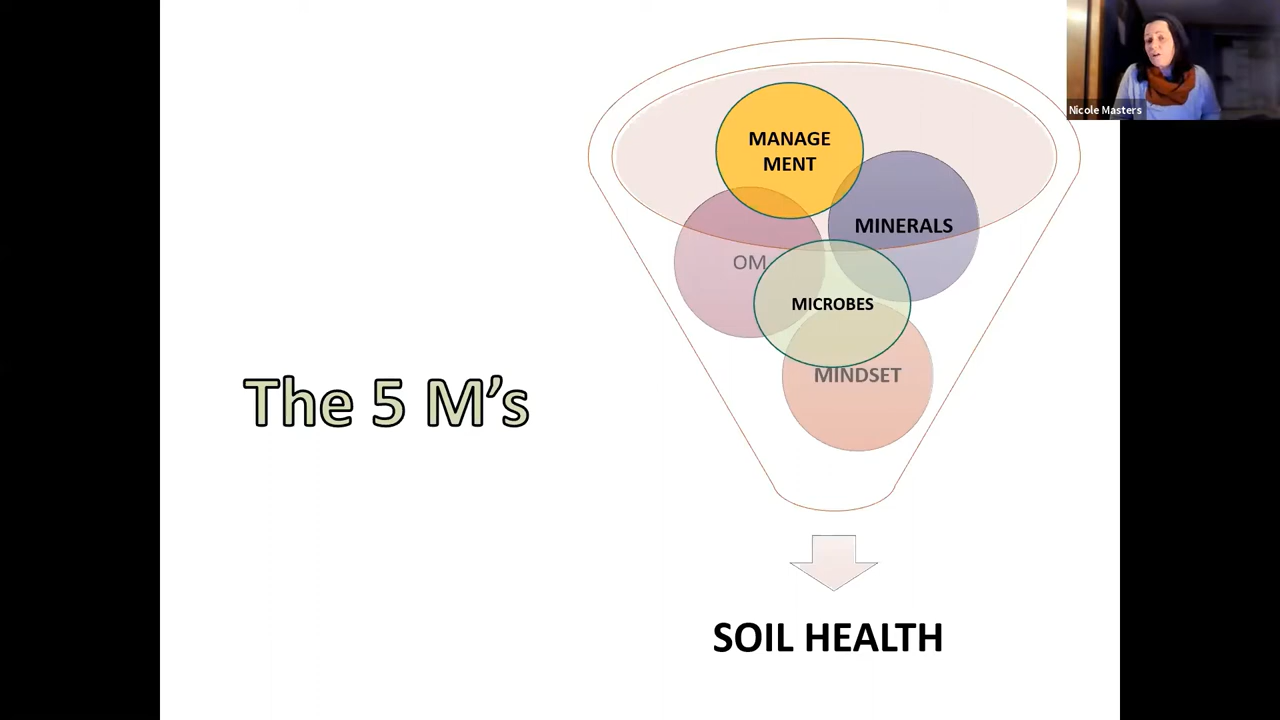 Nicole Masters
MANAGE
MENT
MINERALS
OM
MICROBES
MINDSET
The 5 M’s
SOIL HEALTH